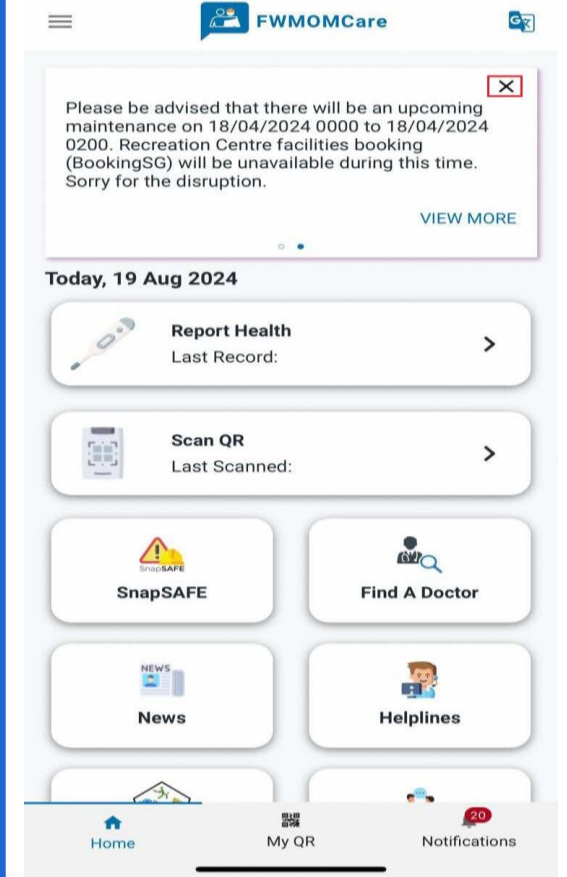 FWMOMCare
Please be advised that there will be an upcoming
maintenance on 18/04/2024 0000 to 18/04/2024
0200. Recreation Centre facilities booking
(BookingSG) will be unavailable during this time.
Sorry for the disruption.
VIEW MORE
Today, 19 Aug 2024
Report Health
Last Record:
Scan QR
Last Scanned:
SnapSAFE
SnapSAFE
Find A Doctor
NEWS
News
Helplines
Home
My QR
20
Notifications